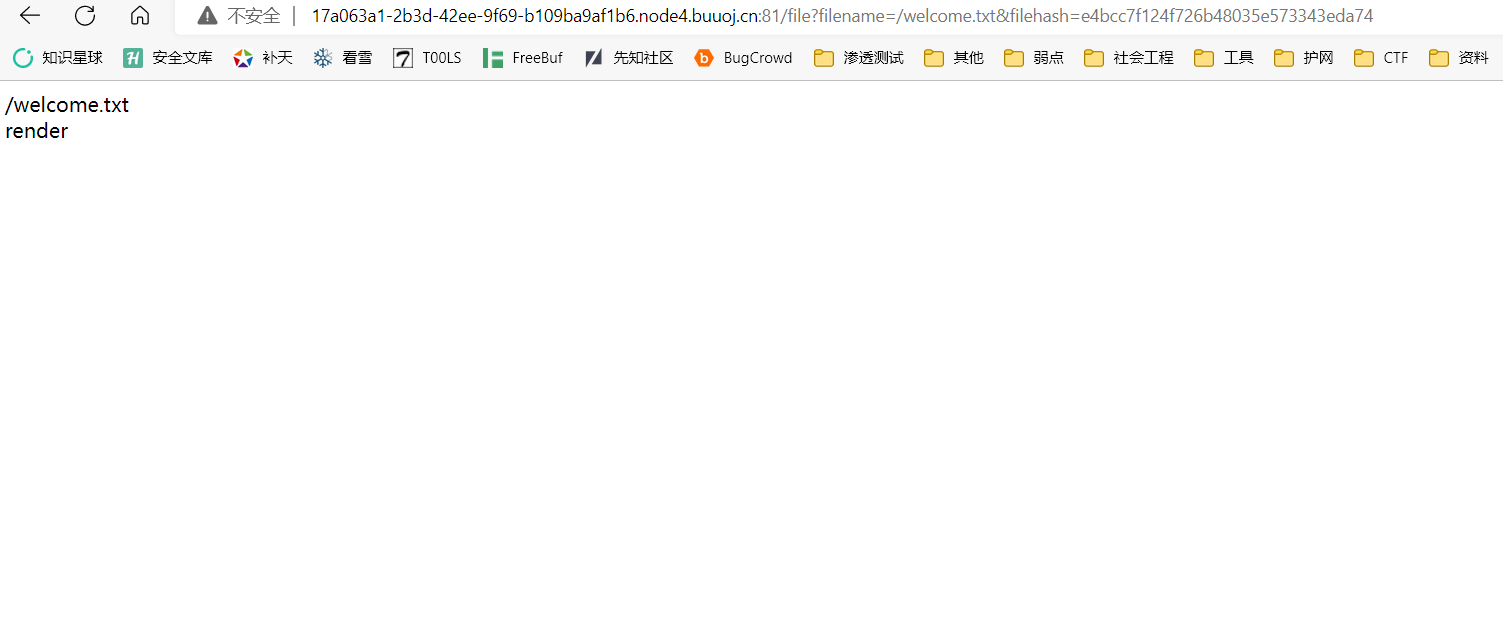 不安全 | 17a063a1-2b3d-42ee-9f69-b109ba9af1b6.node4.buuoj.cn:81/file?filename=/welcome.txt&filehash=e4bcc7f124f726b48035e573343eda74
知识星球 H 安全文库 补天 看雪 7 T00LS FreeBuf 先知社区 b BugCrowd 渗透测试 其他 弱点 社会工程 工具 护网 CTF 资料
/welcome.txt
render